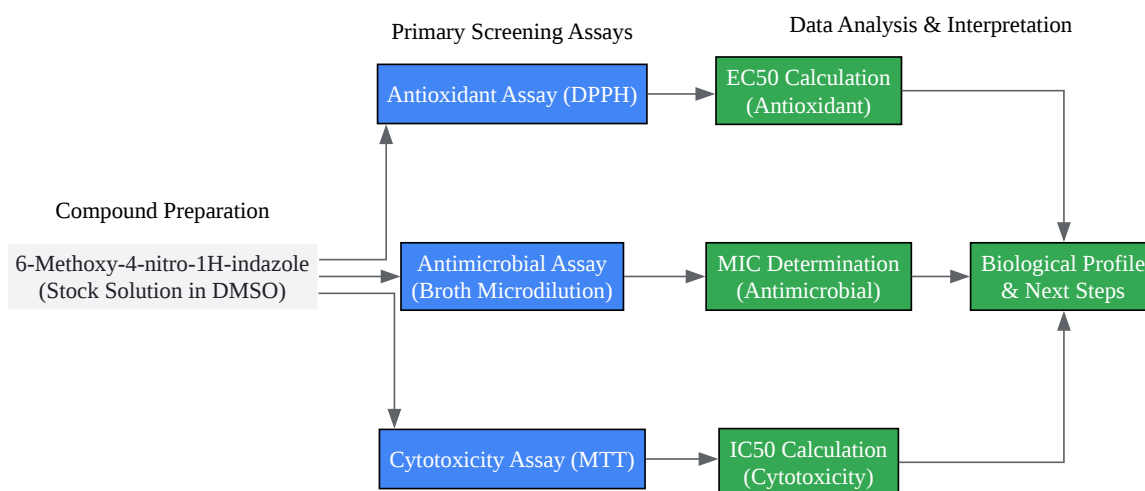 Primary Screening Assays
Data Analysis & Interpretation
Antioxidant Assay (DPPH)
EC50 Calculation
(Antioxidant)
Compound Preparation
6-Methoxy-4-nitro-1H-indazole
(Stock Solution in DMSO)
Antimicrobial Assay
(Broth Microdilution)
MIC Determination
(Antimicrobial)
Biological Profile
& Next Steps
Cytotoxicity Assay (MTT)
IC50 Calculation
(Cytotoxicity)